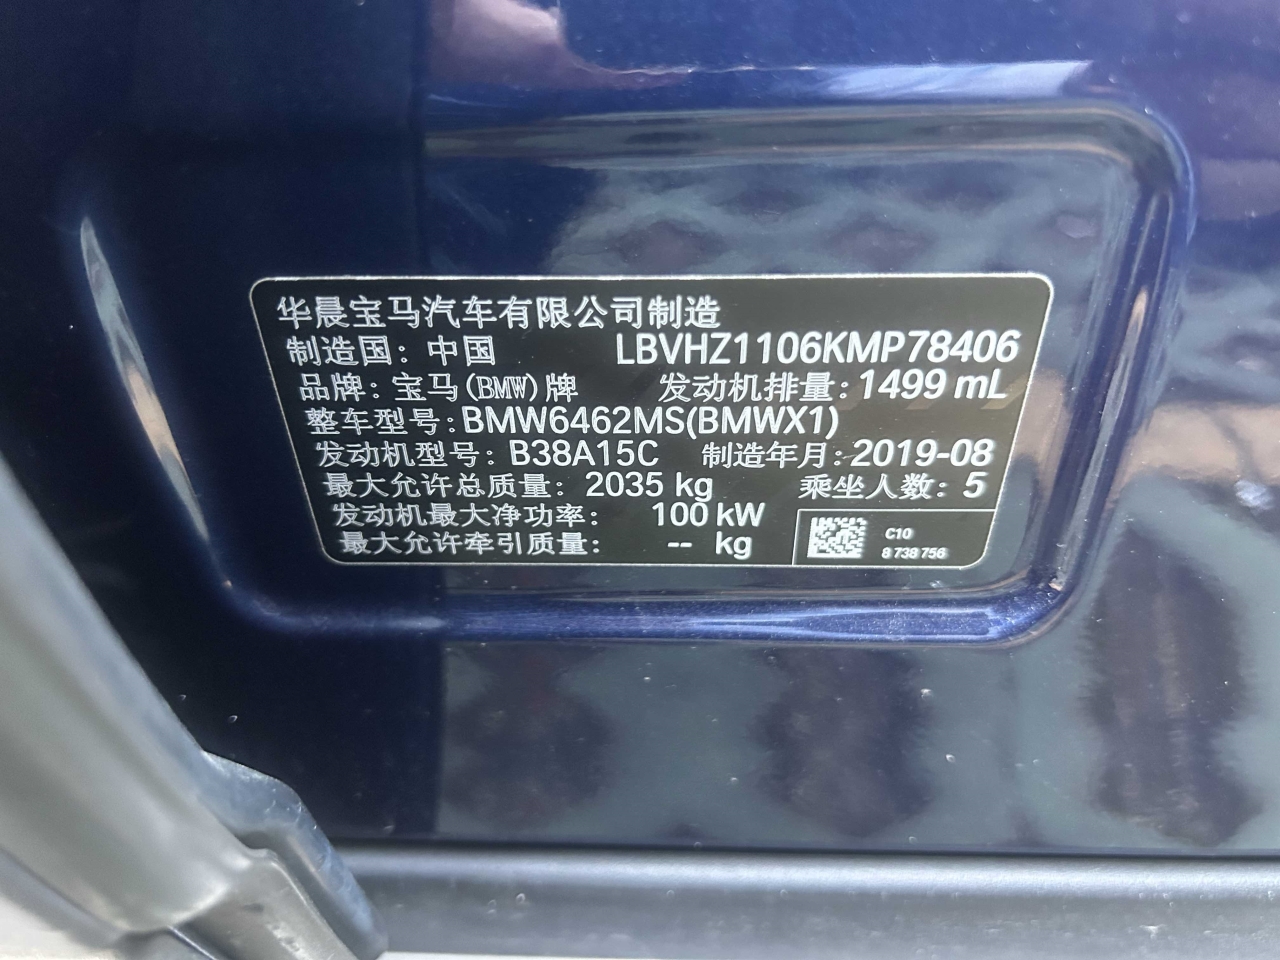 华晨宝马汽车有限公司制造
制造国：中国 LBVHZ1106KMP78406
品牌：宝马(BMW)牌 发动机排量：1499 mL
整车型号：BMW6462MS(BMWX1)
发动机型号：B38A15C 制造年月：2019-08
最大允许总质量：2035 kg 乘坐人数：5
发动机最大净功率： 100 kW
最大允许牵引质量： -- kg
C10
8 738 756